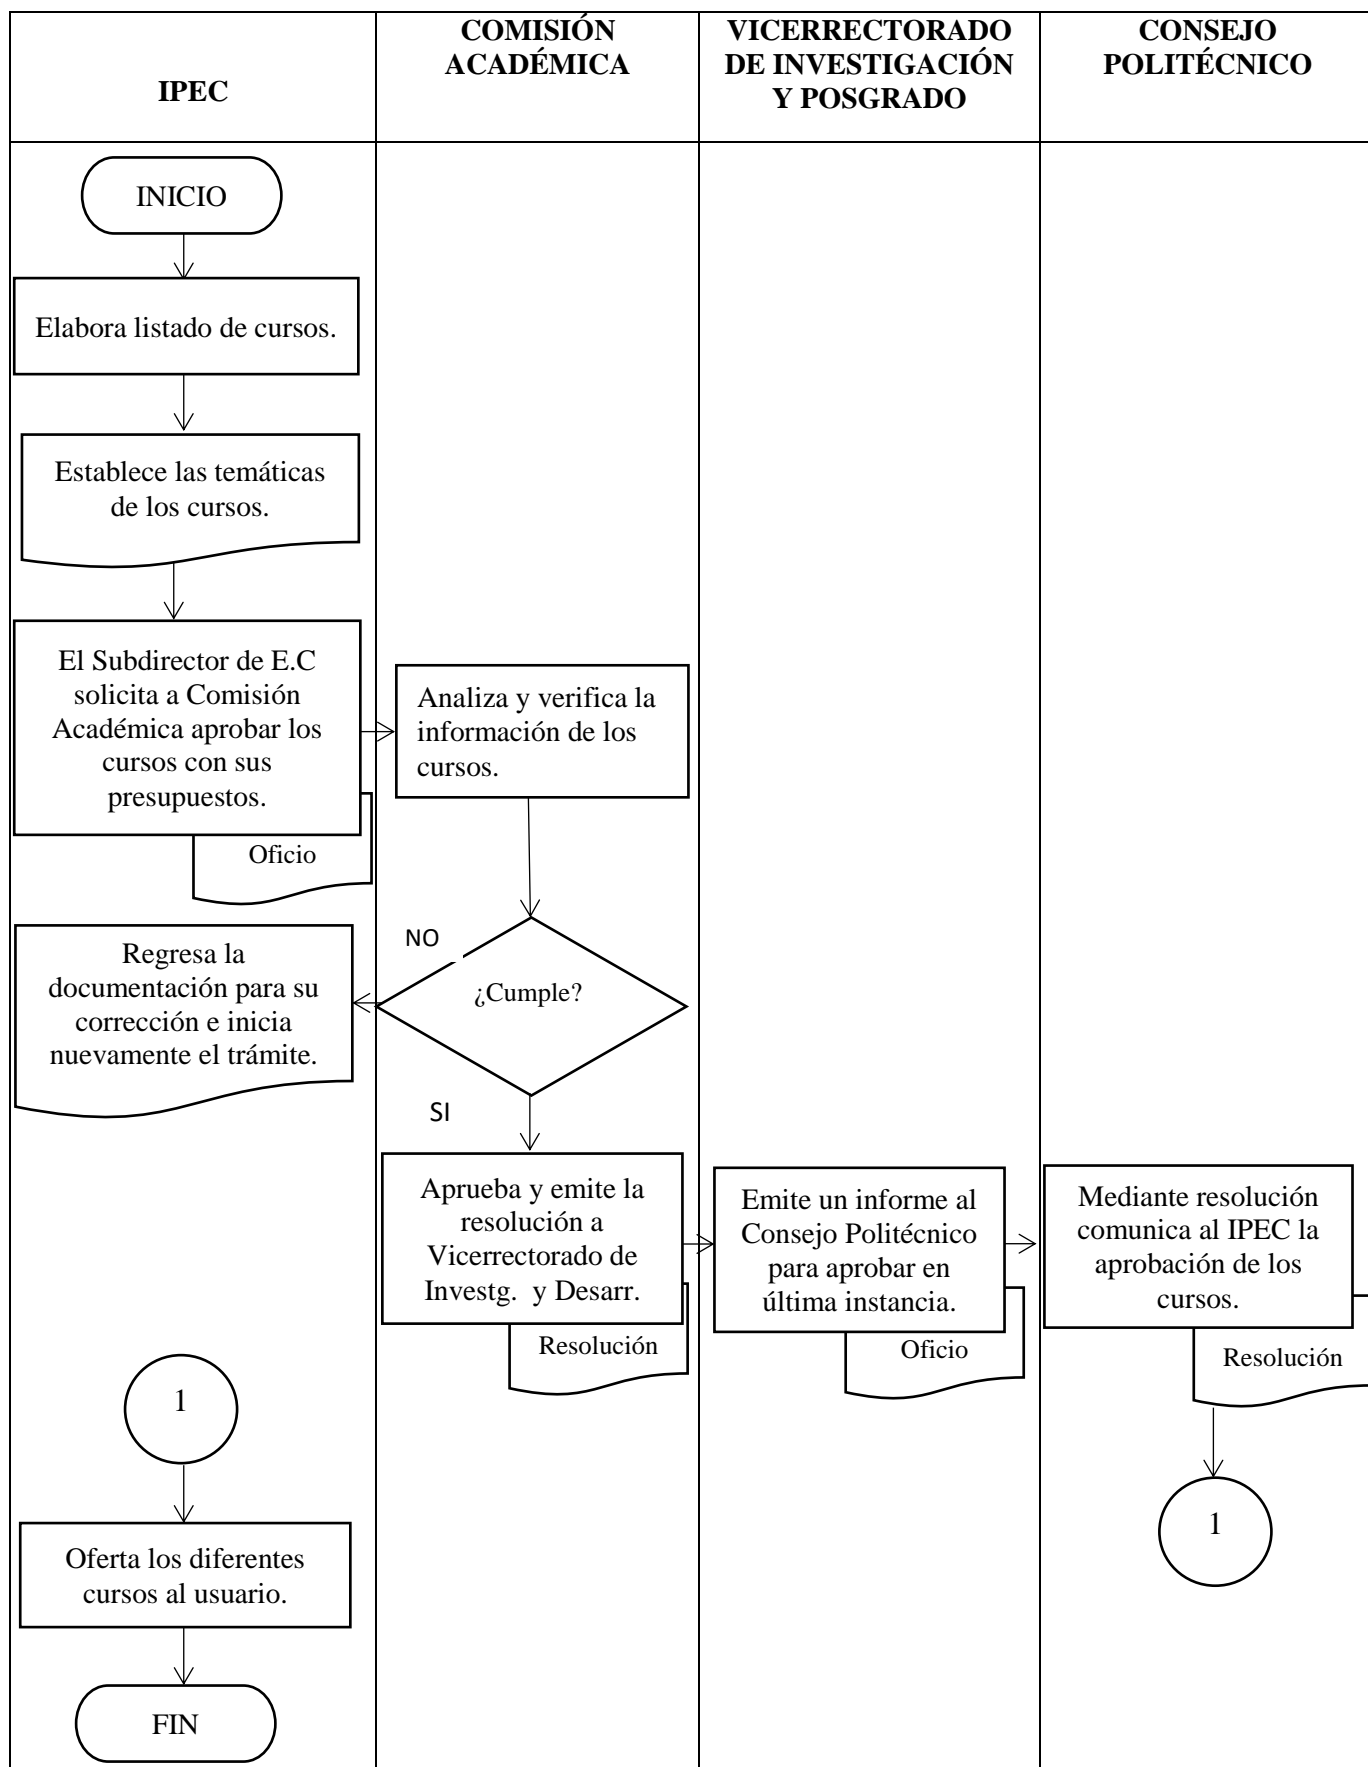 IPEC
COMISIÓN
ACADÉMICA
VICERRECTORADO
DE INVESTIGACIÓN
Y POSGRADO
CONSEJO
POLITÉCNICO
INICIO
Elabora listado de cursos.
Establece las temáticas
de los cursos.
El Subdirector de E.C
solicita a Comisión
Académica aprobar los
cursos con sus
presupuestos.
Oficio
Analiza y verifica la
información de los
cursos.
NO
¿Cumple?
Regresa la
documentación para su
corrección e inicia
nuevamente el trámite.
SI
Aprueba y emite la
resolución a
Vicerrectorado de
Investg. y Desarr.
Resolución
Emite un informe al
Consejo Politécnico
para aprobar en
última instancia.
Oficio
Mediante resolución
comunica al IPEC la
aprobación de los
cursos.
Resolución
1
1
Oferta los diferentes
cursos al usuario.
FIN